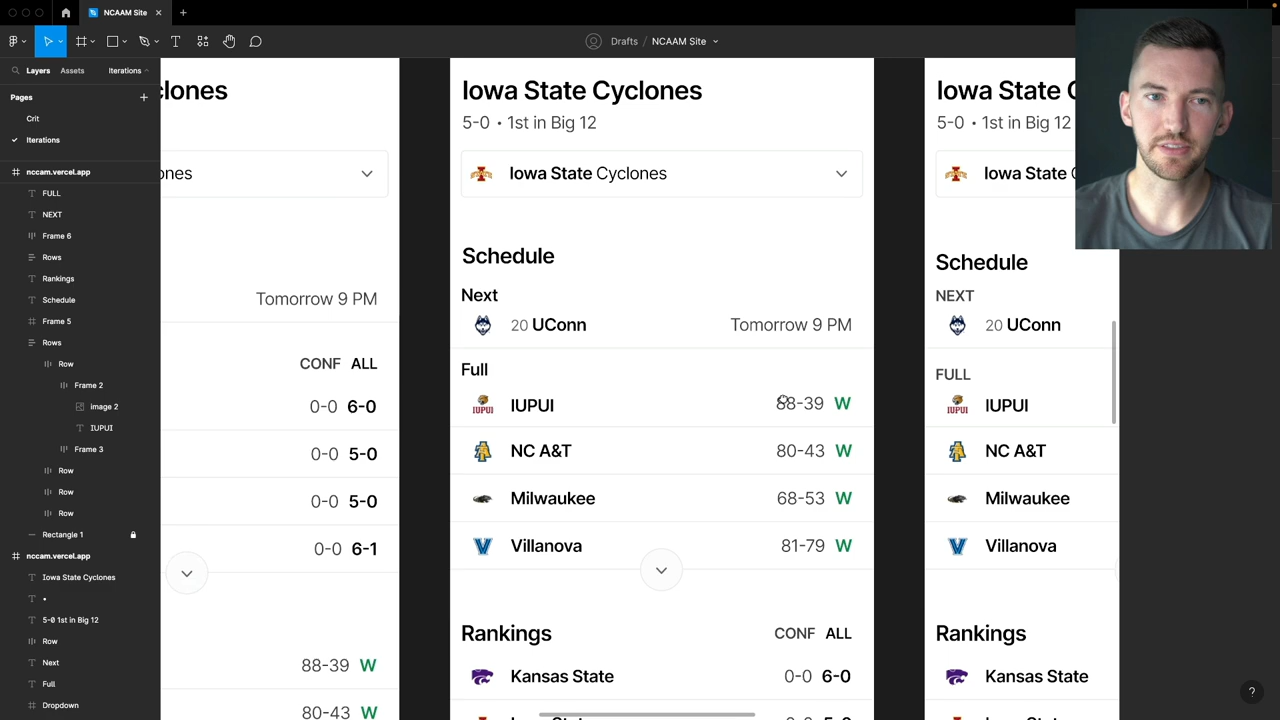 NCAAM Site
Drafts / NCAAM Site
Layers Assets Iterations
Pages
Crit
Iterations
nccam.vercel.app
FULL
NEXT
Frame 6
Rows
Rankings
Schedule
Frame 5
Rows
Row
Frame 2
image 2
IUPUI
Frame 3
Row
Row
Row
Rectangle 1
nccam.vercel.app
Iowa State Cyclones
•
5-0 1st in Big 12
Row
Next
Full
Dropdown
clones
ones
Tomorrow 9 PM
CONF ALL
0-0 6-0
0-0 5-0
0-0 5-0
0-0 6-1
88-39 W
80-43 W
Iowa State Cyclones
5-0 • 1st in Big 12
Iowa State Cyclones
Schedule
Next
20 UConn Tomorrow 9 PM
Full
IUPUI IUPUI 88-39 W
NC A&T 80-43 W
Milwaukee 68-53 W
Villanova 81-79 W
Rankings CONF ALL
Kansas State 0-0 6-0
Iowa State C
5-0 • 1st in Big 12
Iowa State C
Schedule
NEXT
20 UConn
FULL
IUPUI IUPUI
NC A&T
Milwaukee
Villanova
Rankings
Kansas State
?